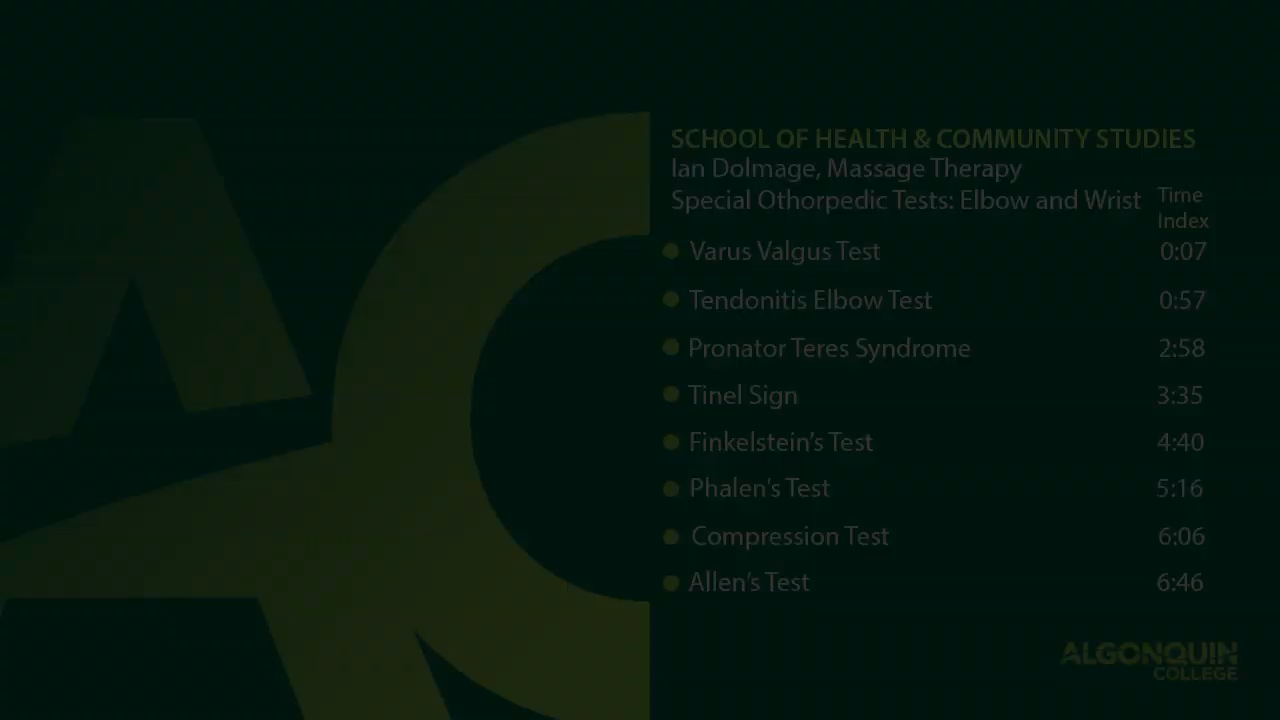 SCHOOL OF HEALTH & COMMUNITY STUDIES
Ian Dolmage, Massage Therapy
Special Othorpedic Tests: Elbow and Wrist
Time
Index
Varus Valgus Test 0:07
Tendonitis Elbow Test 0:57
Pronator Teres Syndrome 2:58
Tinel Sign 3:35
Finkelstein's Test 4:40
Phalen's Test 5:16
Compression Test 6:06
Allen's Test 6:46
ALGONQUIN
COLLEGE